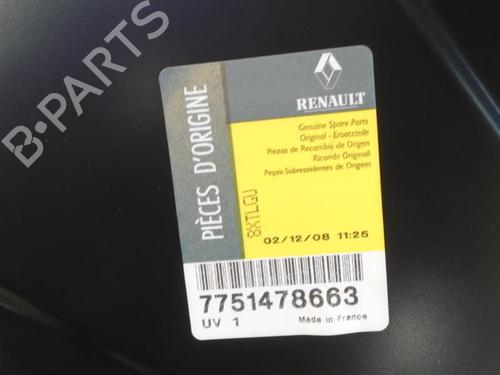 B·PARTS
RENAULT
PIÈCES D'ORIGINE
Genuine Spare Parts
Original - Ersatzteile
Piezas de Recambio de Origen
Ricambi Originali
Peças-Sobresselentes de Origem
8XTLGU
02/12/08 11:25
7751478663
UV 1 Made in France